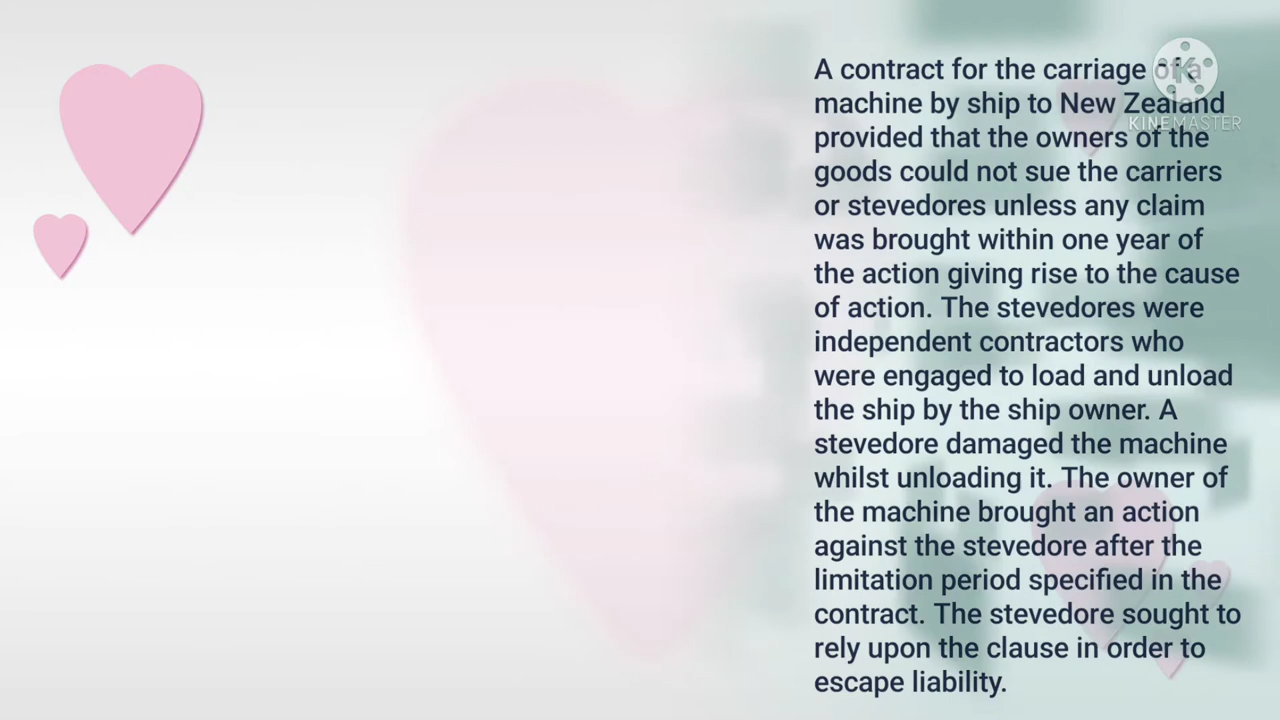 A contract for the carriage of a
machine by ship to New Zealand
KINEMASTER
provided that the owners of the
goods could not sue the carriers
or stevedores unless any claim
was brought within one year of
the action giving rise to the cause
of action. The stevedores were
independent contractors who
were engaged to load and unload
the ship by the ship owner. A
stevedore damaged the machine
whilst unloading it. The owner of
the machine brought an action
against the stevedore after the
limitation period specified in the
contract. The stevedore sought to
rely upon the clause in order to
escape liability.